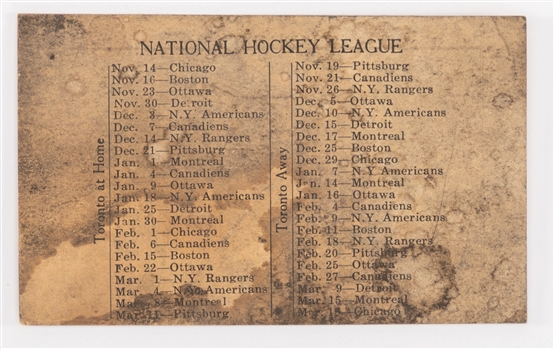 NATIONAL HOCKEY LEAGUE
Toronto at Home
Nov. 14—Chicago
Nov. 16—Boston
Nov. 23—Ottawa
Nov. 30—Detroit
Dec. 3—N.Y. Americans
Dec. 7—Canadiens
Dec. 14—N.Y. Rangers
Dec. 21—Pittsburg
Jan. 1—Montreal
Jan. 4—Canadiens
Jan. 9—Ottawa
Jan. 18—N.Y. Americans
Jan. 25—Detroit
Jan. 30—Montreal
Feb. 1—Chicago
Feb. 6—Canadiens
Feb. 15—Boston
Feb. 22—Ottawa
Mar. 1—N.Y. Rangers
Mar. 4—N.Y. Americans
Mar. 8—Montreal
Mar. 11—Pittsburg
Toronto Away
Nov. 19—Pittsburg
Nov. 21—Canadiens
Nov. 26—N.Y. Rangers
Dec. 5—Ottawa
Dec. 10—N.Y. Americans
Dec. 15—Detroit
Dec. 17—Montreal
Dec. 25—Boston
Dec. 29—Chicago
Jan. 7—N.Y. Americans
Jan. 14—Montreal
Jan. 16—Ottawa
Feb. 4—Canadiens
Feb. 9—N.Y. Americans
Feb. 11—Boston
Feb. 18—N.Y. Rangers
Feb. 20—Pittsburg
Feb. 25—Ottawa
Feb. 27—Canadiens
Mar. 9—Detroit
Mar. 15—Montreal
Mar. —Chicago